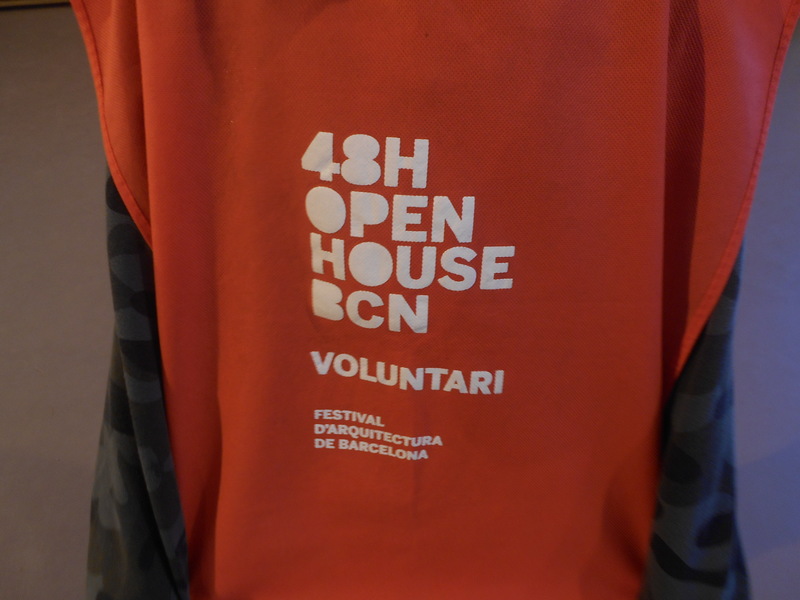 48H
OPEN
HOUSE
BCN
VOLUNTARI
FESTIVAL
D'ARQUITECTURA
DE BARCELONA